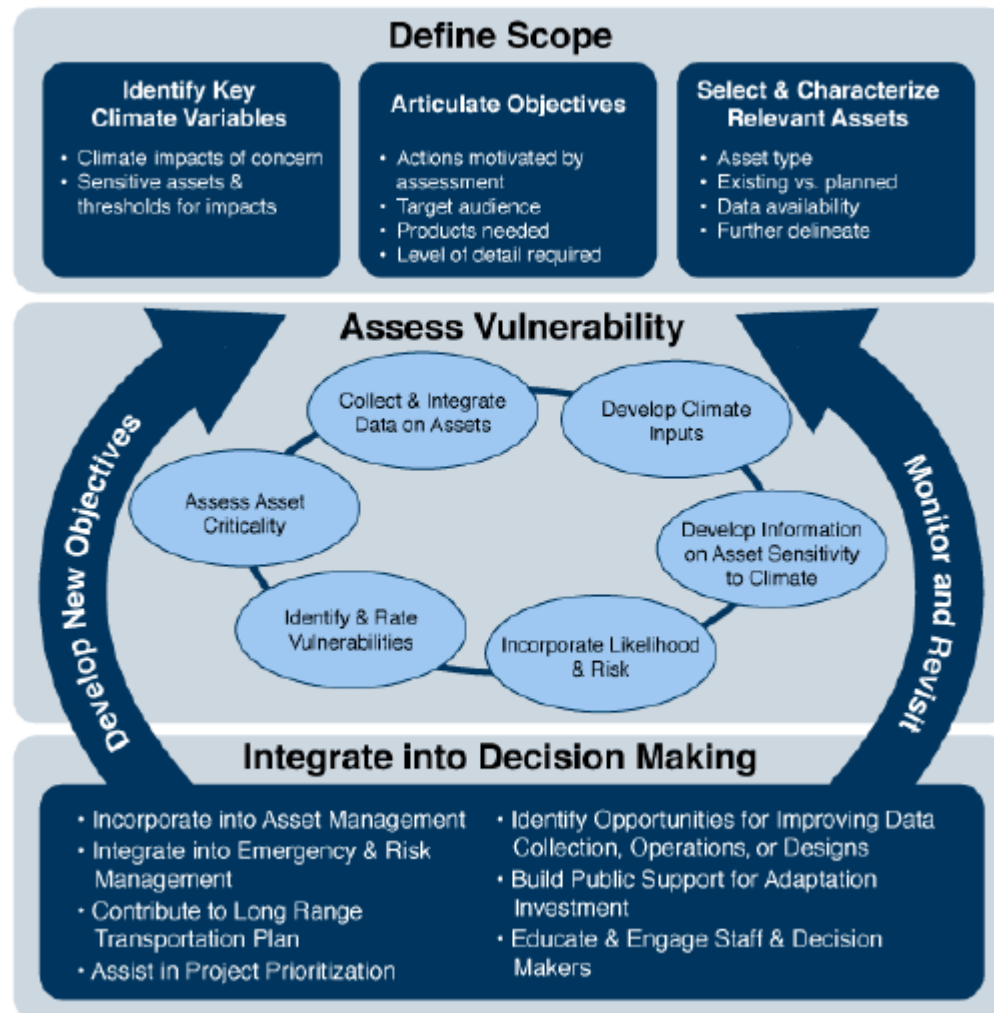 Define Scope
Identify Key
Climate Variables
• Climate impacts of concern
• Sensitive assets &
thresholds for impacts
Articulate Objectives
• Actions motivated by
assessment
• Target audience
• Products needed
• Level of detail required
Select & Characterize
Relevant Assets
• Asset type
• Existing vs. planned
• Data availability
• Further delineate
Assess Vulnerability
Collect & Integrate
Data on Assets
Develop Climate
Inputs
Assess Asset
Criticality
Develop Information
on Asset Sensitivity
to Climate
Identify & Rate
Vulnerabilities
Incorporate Likelihood
& Risk
Develop New Objectives
Monitor and Revisit
Integrate into Decision Making
• Incorporate into Asset Management
• Integrate into Emergency & Risk
Management
• Contribute to Long Range
Transportation Plan
• Assist in Project Prioritization
• Identify Opportunities for Improving Data
Collection, Operations, or Designs
• Build Public Support for Adaptation
Investment
• Educate & Engage Staff & Decision
Makers